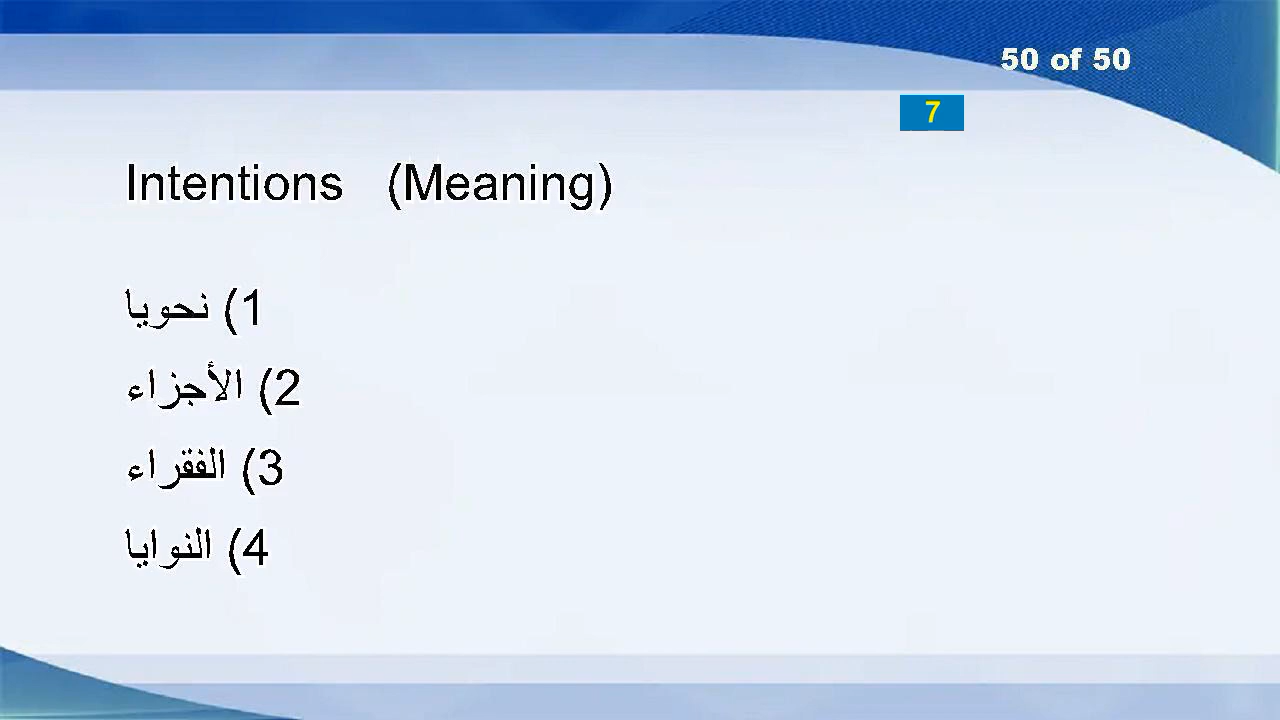 50 of 50
7
Intentions (Meaning)
1) نحويا
2) الأجزاء
3) الفقراء
4) النوايا